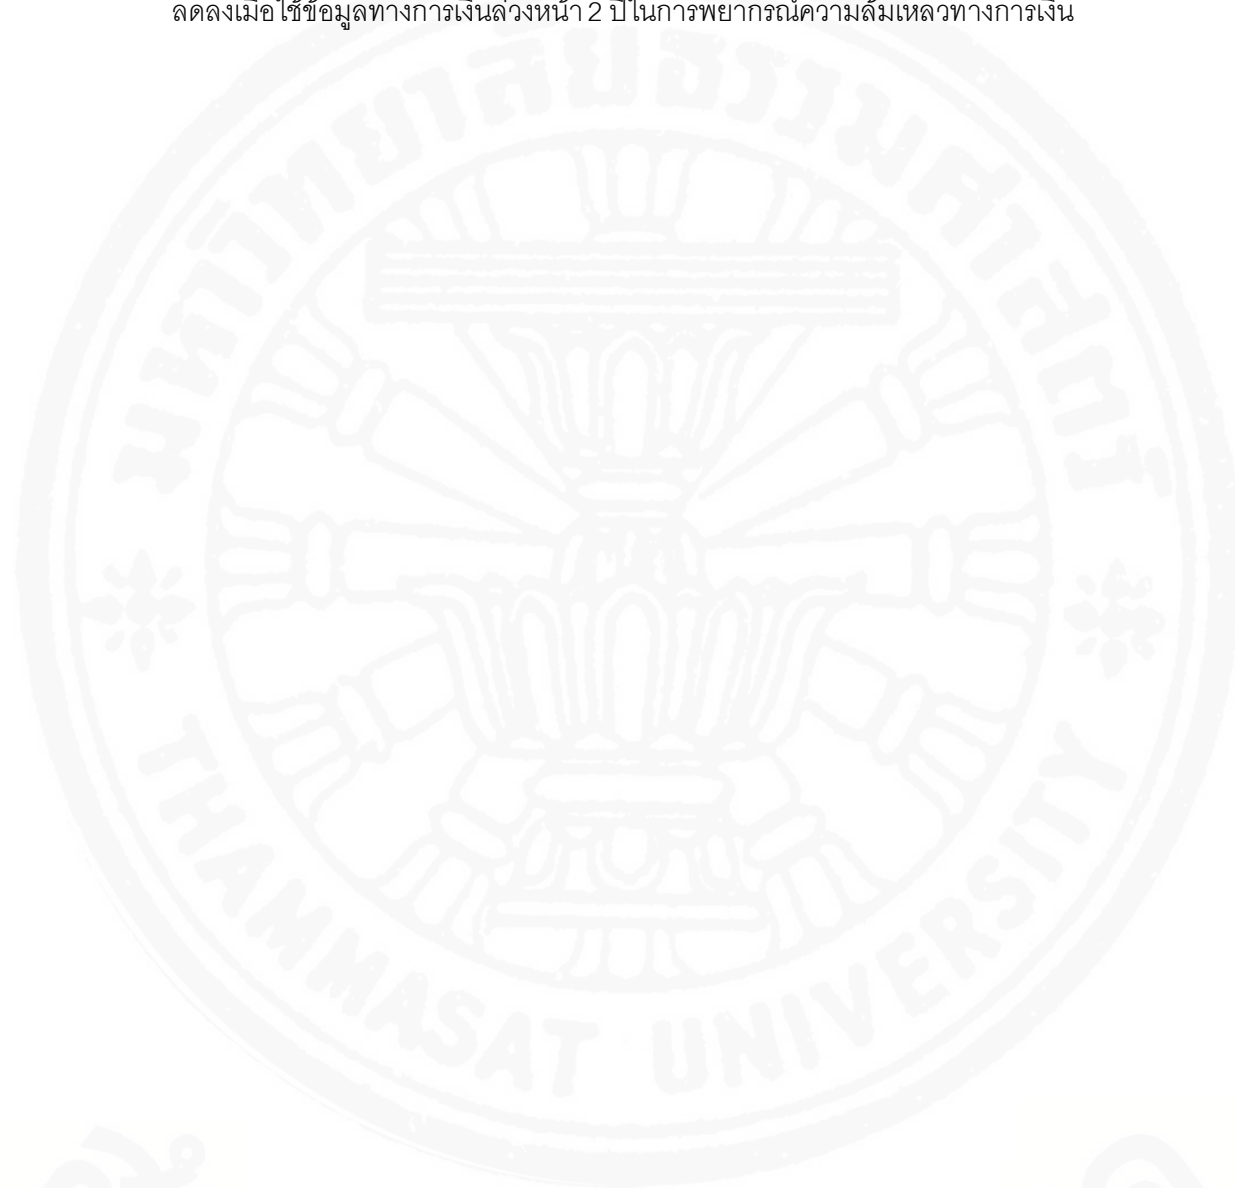 ลดลงเมื่อใช้ข้อมูลทางการเงินล่วงหน้า 2 ปีในการพยากรณ์ความล้มเหลวทางการเงิน
มหาวิทยาลัยธรรมศาสตร์
THAMMASAT UNIVERSITY